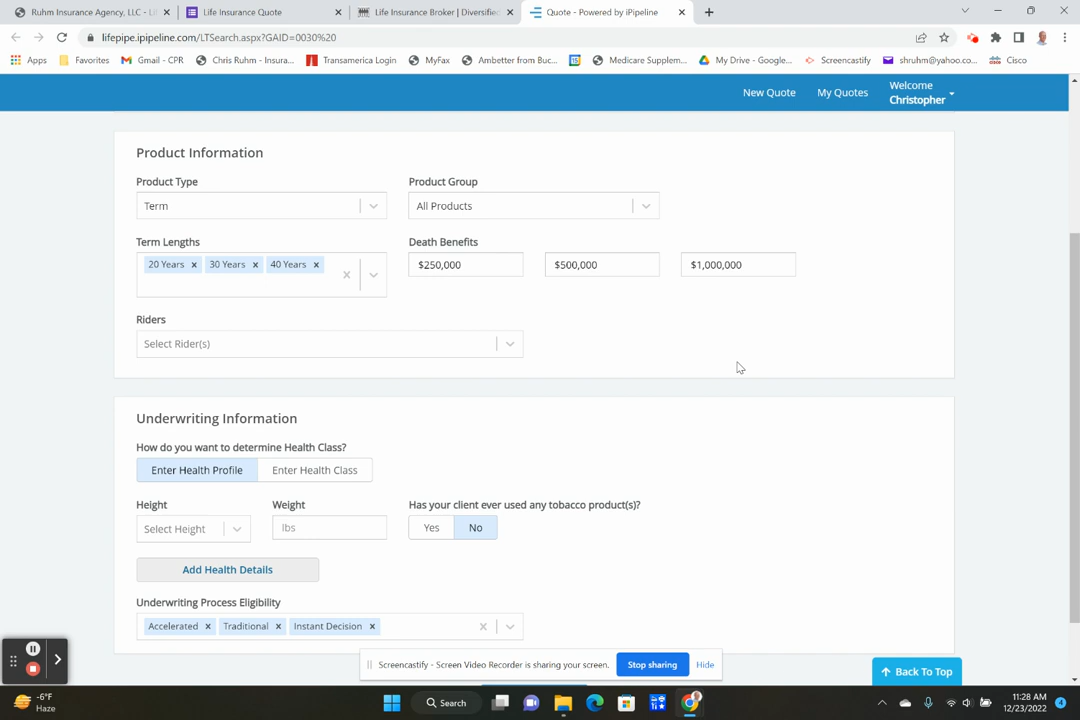 Ruhm Insurance Agency, LLC - Li
Life Insurance Quote
Life Insurance Broker | Diversified
Quote - Powered by iPipeline
lifepipe.ipipeline.com/LTSearch.aspx?GAID=0030%20
Apps
Favorites
Gmail - CPR
Chris Ruhm - Insura...
Transamerica Login
MyFax
Ambetter from Buc...
Medicare Supplem...
My Drive - Google...
Screencastify
shruhm@yahoo.co...
Cisco
New Quote
My Quotes
Welcome
Christopher
Product Information
Product Type
Product Group
Term
All Products
Term Lengths
Death Benefits
20 Years × 30 Years × 40 Years ×
$250,000
$500,000
$1,000,000
Riders
Select Rider(s)
Underwriting Information
How do you want to determine Health Class?
Enter Health Profile
Enter Health Class
Height
Weight
Has your client ever used any tobacco product(s)?
Select Height
lbs
Yes
No
Add Health Details
Underwriting Process Eligibility
Accelerated × Traditional × Instant Decision ×
Screencastify - Screen Video Recorder is sharing your screen.
Stop sharing
Hide
Back To Top
-6°F
Haze
Search
11:28 AM
12/23/2022